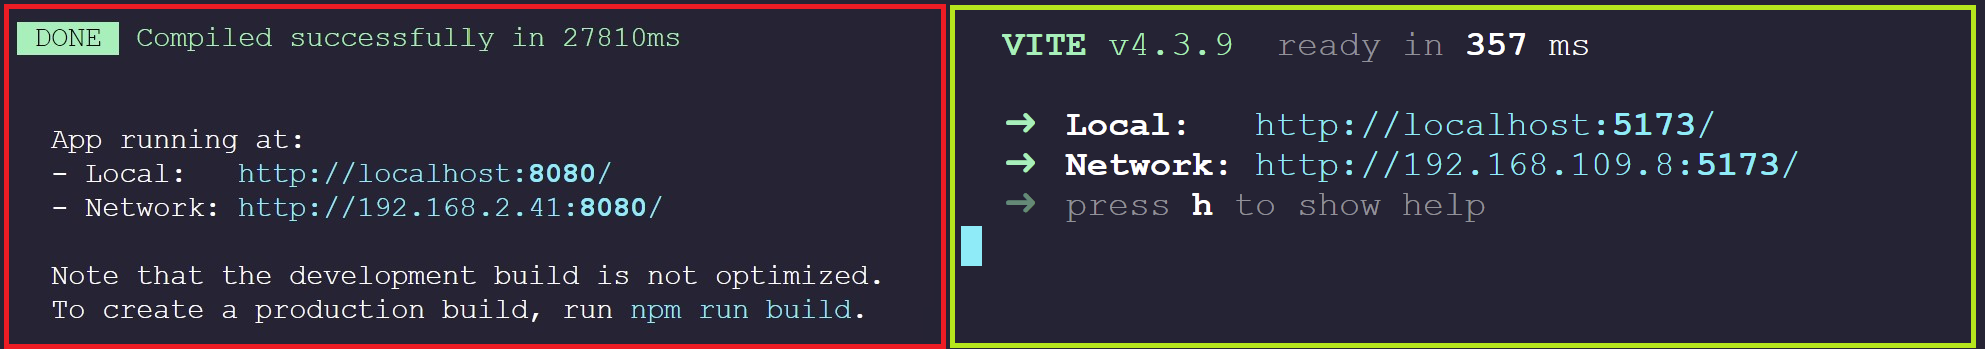 DONE Compiled successfully in 27810ms
App running at:
- Local: http://localhost:8080/
- Network: http://192.168.2.41:8080/
Note that the development build is not optimized.
To create a production build, run npm run build.
VITE v4.3.9 ready in 357 ms
➜ Local: http://localhost:5173/
➜ Network: http://192.168.109.8:5173/
➜ press h to show help